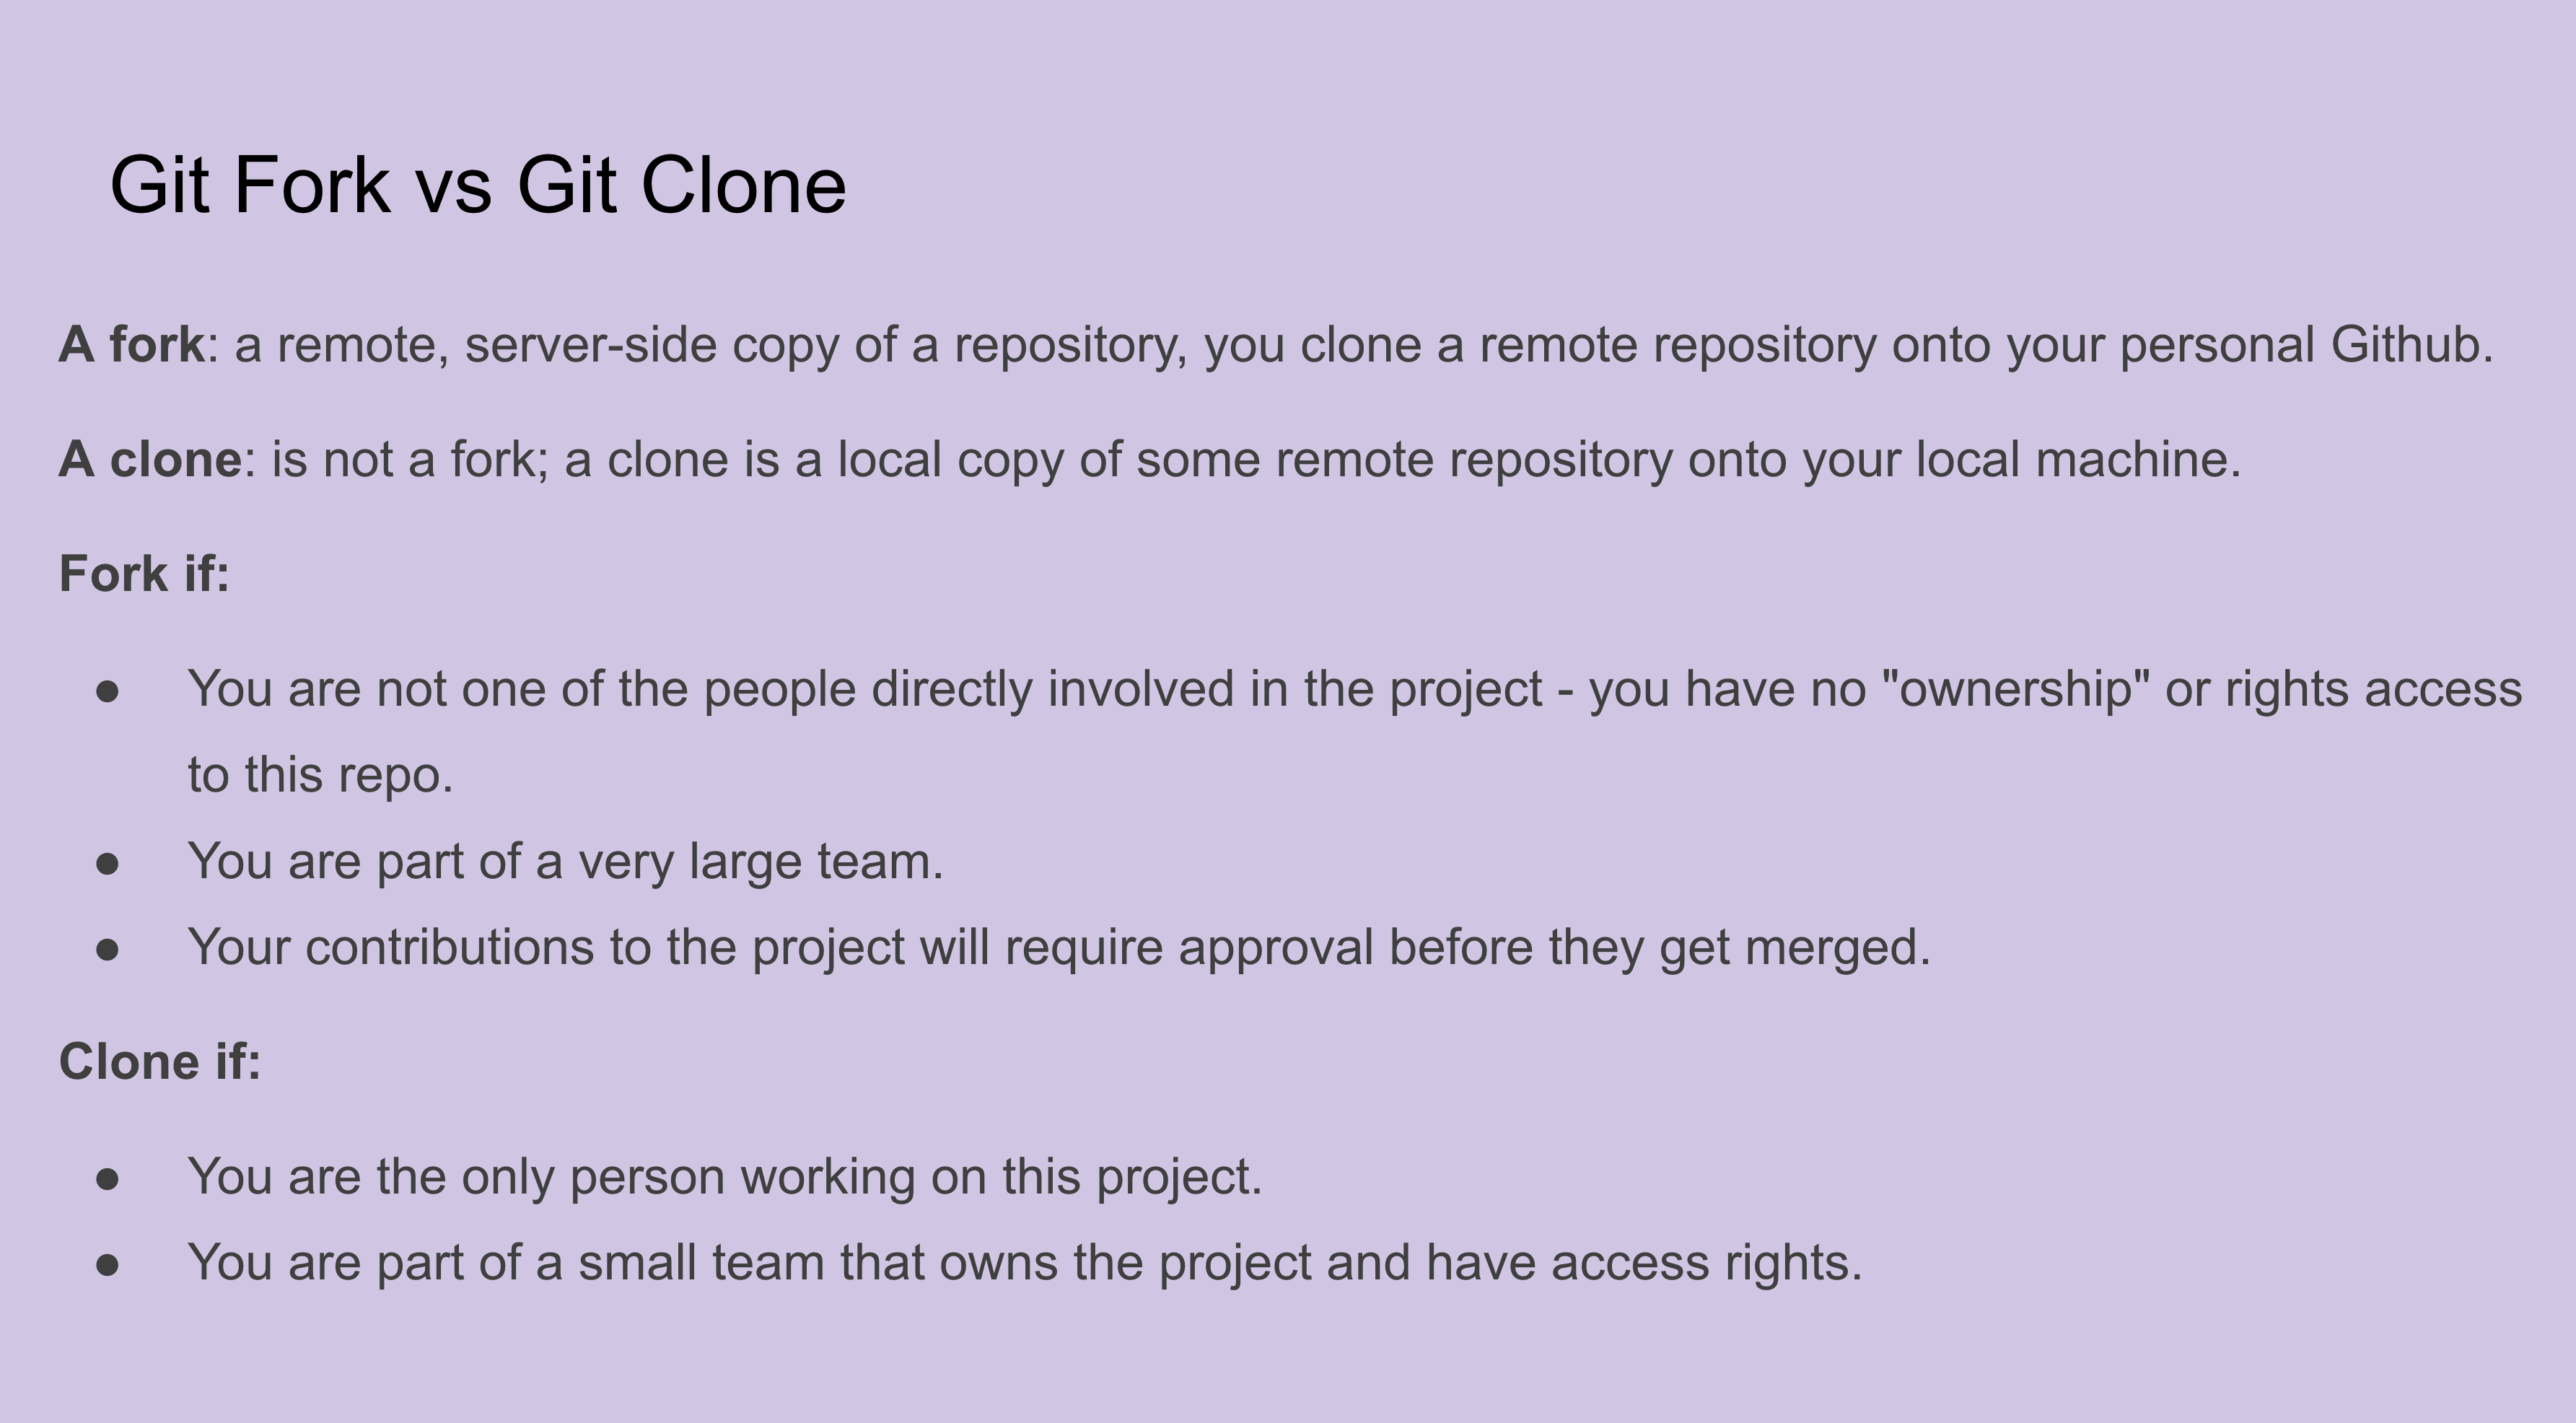 Git Fork vs Git Clone
A fork: a remote, server-side copy of a repository, you clone a remote repository onto your personal Github.
A clone: is not a fork; a clone is a local copy of some remote repository onto your local machine.
Fork if:
● You are not one of the people directly involved in the project - you have no "ownership" or rights access
to this repo.
● You are part of a very large team.
● Your contributions to the project will require approval before they get merged.
Clone if:
● You are the only person working on this project.
● You are part of a small team that owns the project and have access rights.